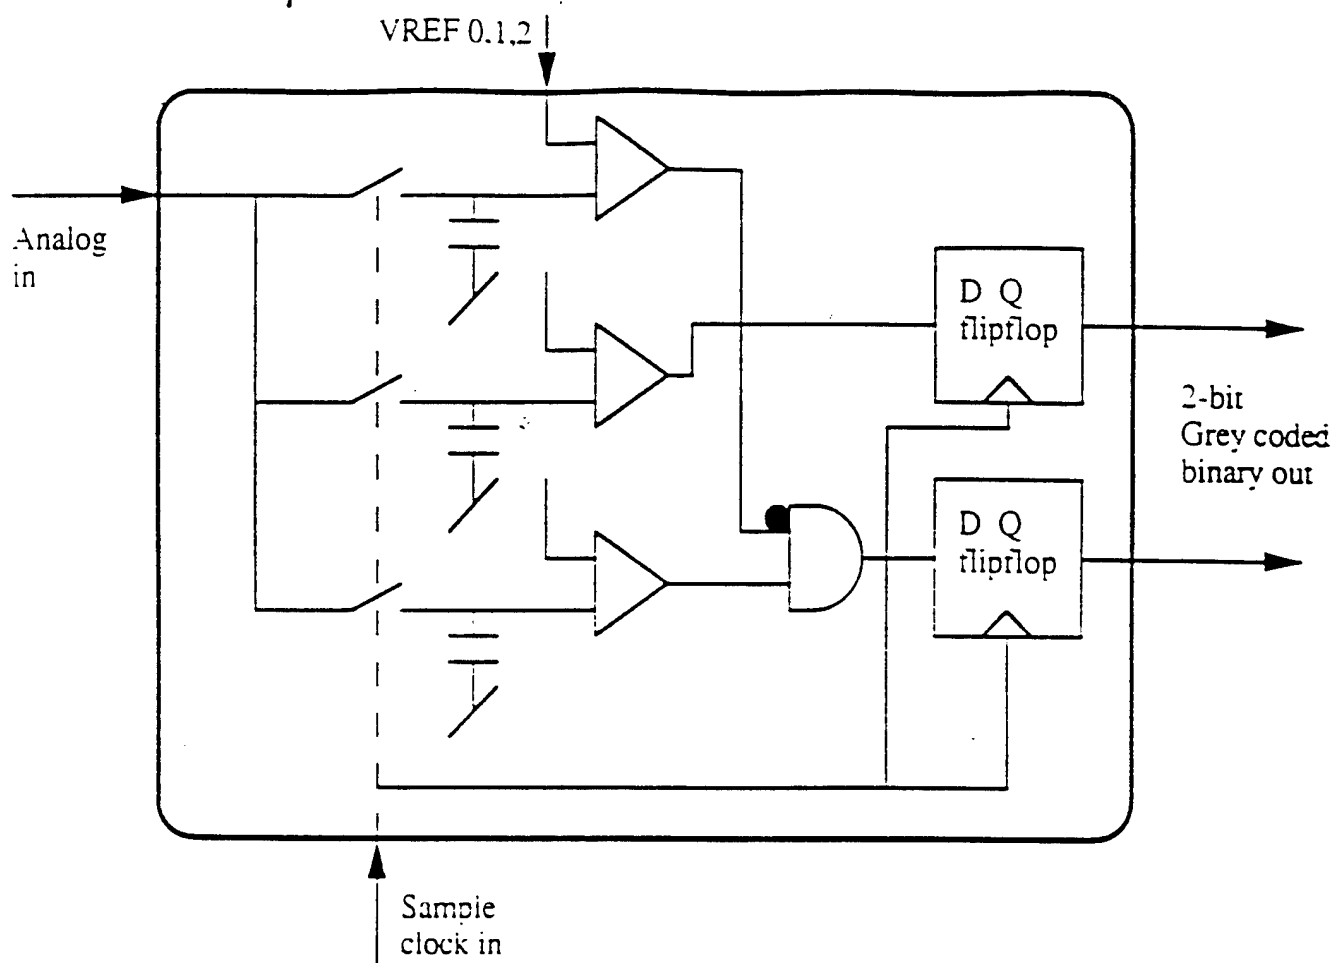 VREF 0,1,2
Analog
in
D Q
flipflop
2-bit
Grey coded
binary out
D Q
flipflop
Sample
clock in